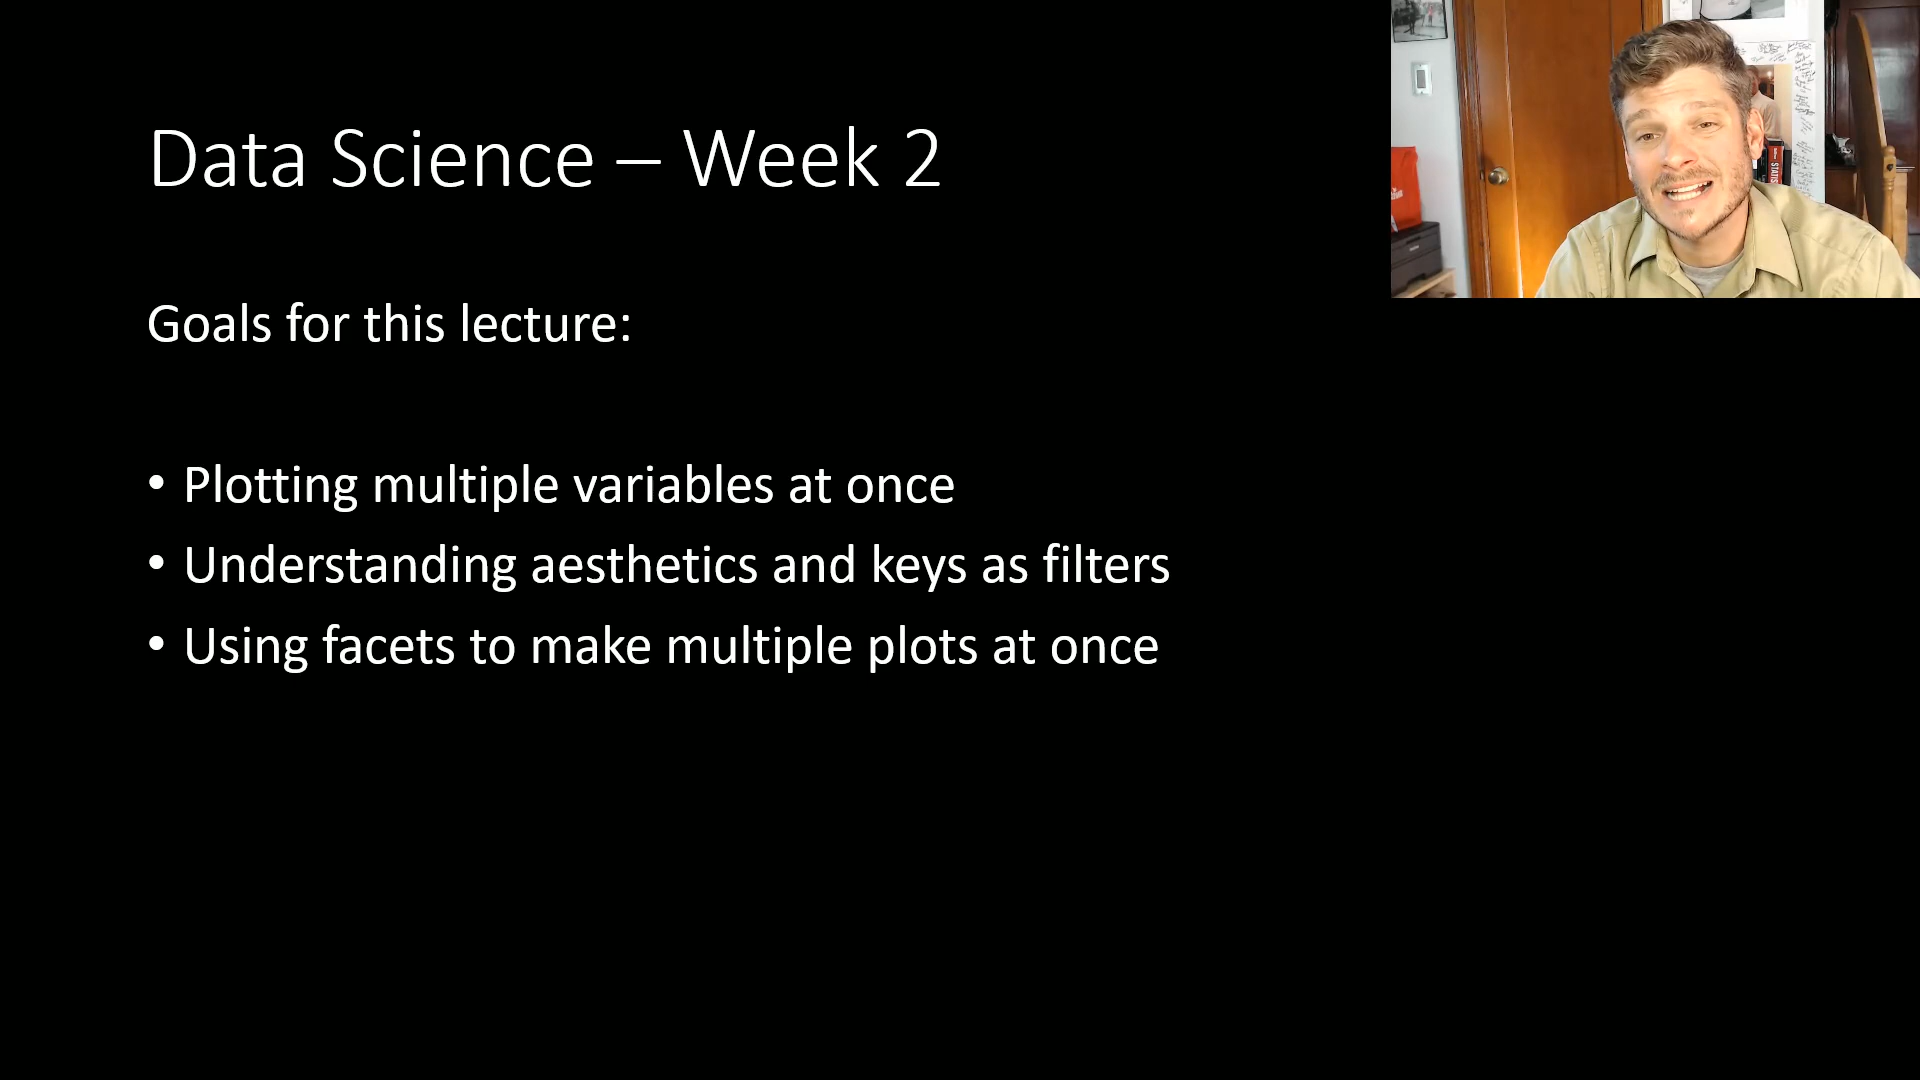 Data Science – Week 2
Goals for this lecture:
• Plotting multiple variables at once
• Understanding aesthetics and keys as filters
• Using facets to make multiple plots at once
STATIS